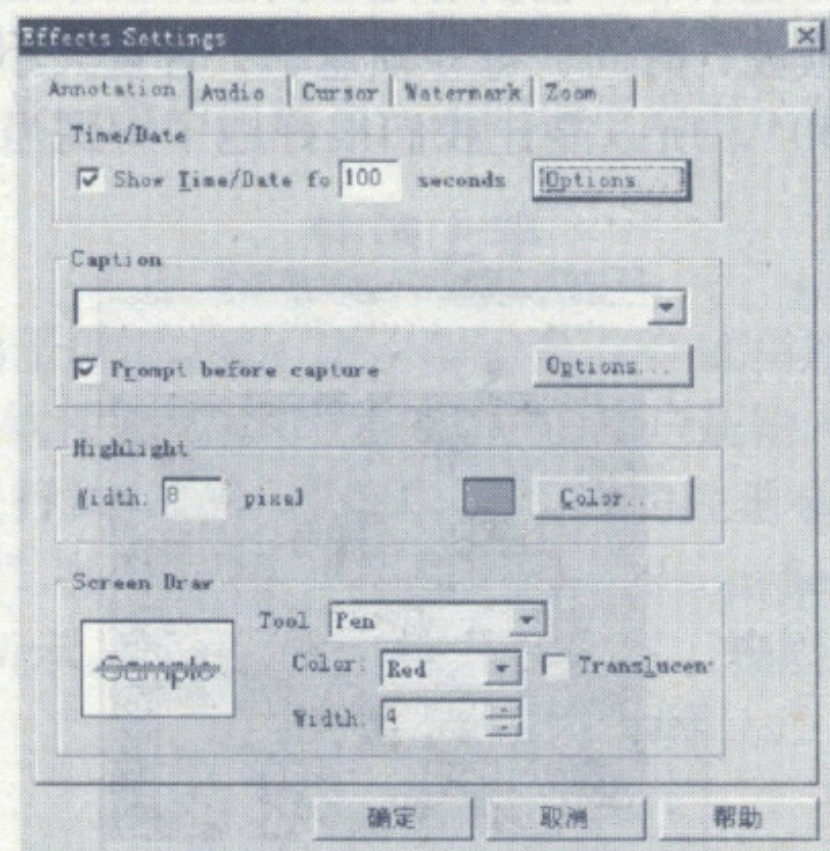 Effects Settings
Annotation Audio Cursor Watermark Zoom
Time/Date
Show Time/Date fo 100 seconds Options...
Caption
Prompt before capture Options...
Highlight
Width: 8 pixel Color...
Screen Draw
Sample
Tool Pen
Color: Red Translucen
Width: 4
确定 取消 帮助